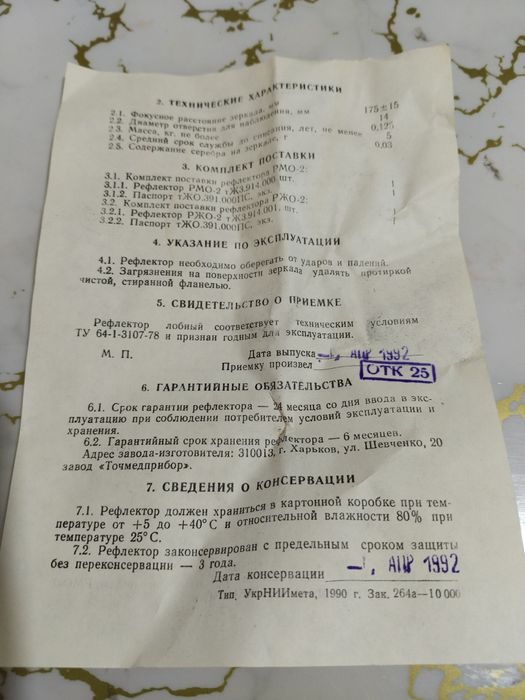 2. ТЕХНИЧЕСКИЕ ХАРАКТЕРИСТИКИ
2.1. Фокусное расстояние зеркала, мм 175±15
2.2. Диаметр отверстия для наблюдения, мм 14
2.3. Масса, кг, не более 0,125
2.4. Средний срок службы до списания, лет, не менее 5
2.5. Содержание серебра на зеркале, г 0,03
3. КОМПЛЕКТ ПОСТАВКИ
3.1. Комплект поставки рефлектора РМО-2:
3.1.1. Рефлектор РМО-2 тЖ3.914.000, шт. 1
3.1.2. Паспорт тЖО.391.000ПС, экз. 1
3.2. Комплект поставки рефлектора РЖО-2:
3.2.1. Рефлектор РЖО-2 тЖ3.914.001, шт. 1
3.2.2. Паспорт тЖО.391.000ПС, экз. 1
4. УКАЗАНИЕ ПО ЭКСПЛУАТАЦИИ
4.1. Рефлектор необходимо оберегать от ударов и падений.
4.2. Загрязнения на поверхности зеркала удалять протиркой
чистой, стиранной фланелью.
5. СВИДЕТЕЛЬСТВО О ПРИЕМКЕ
Рефлектор лобный соответствует техническим условиям
ТУ 64-1-3107-78 и признан годным для эксплуатации.
М. П. Дата выпуска -1, АПР 1992
Приемку произвел ОТК 25
6. ГАРАНТИЙНЫЕ ОБЯЗАТЕЛЬСТВА
6.1. Срок гарантии рефлектора — 24 месяца со дня ввода в экс-
плуатацию при соблюдении потребителем условий эксплуатации и
хранения.
6.2. Гарантийный срок хранения рефлектора — 6 месяцев.
Адрес завода-изготовителя: 310013, г. Харьков, ул. Шевченко, 20
завод «Точмедприбор».
7. СВЕДЕНИЯ О КОНСЕРВАЦИИ
7.1. Рефлектор должен храниться в картонной коробке при тем-
пературе от +5 до +40°С и относительной влажности 80% при
температуре 25°С.
7.2. Рефлектор законсервирован с предельным сроком защиты
без переконсервации — 3 года.
Дата консервации -1, АПР 1992
Тип. УкрНИИмета, 1990 г. Зак. 264а—10 000